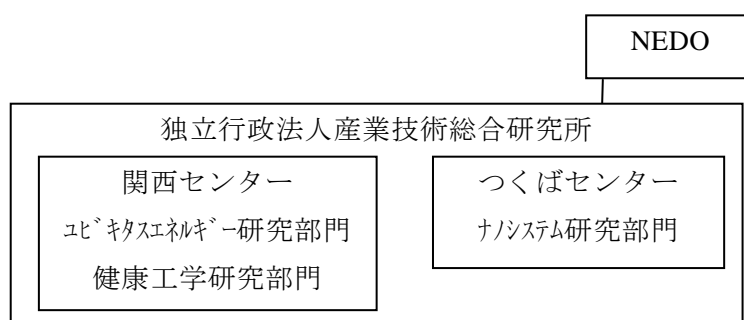 NEDO
独立行政法人産業技術総合研究所
関西センター
ﾕﾋﾞｷﾀｽｴﾈﾙｷﾞｰ研究部門
健康工学研究部門
つくばセンター
ﾅﾉｼｽﾃﾑ研究部門